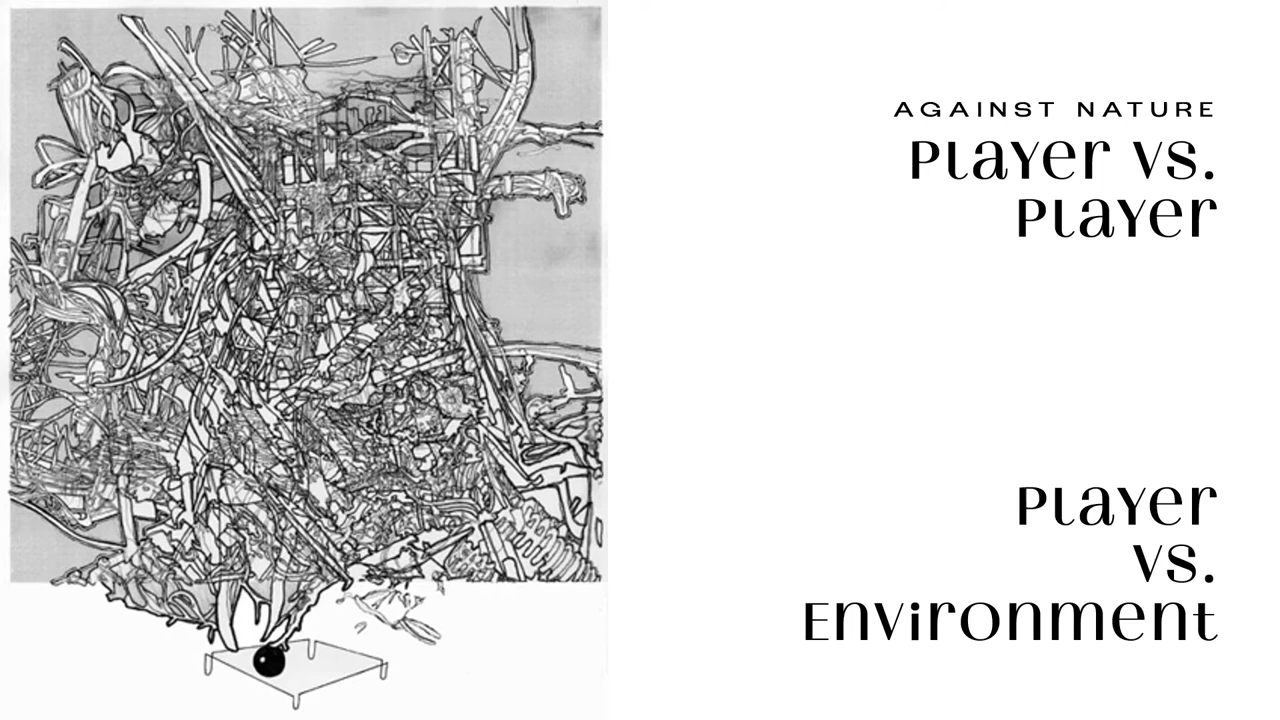 AGAINST NATURE
Player vs.
Player
Player
vs.
Environment